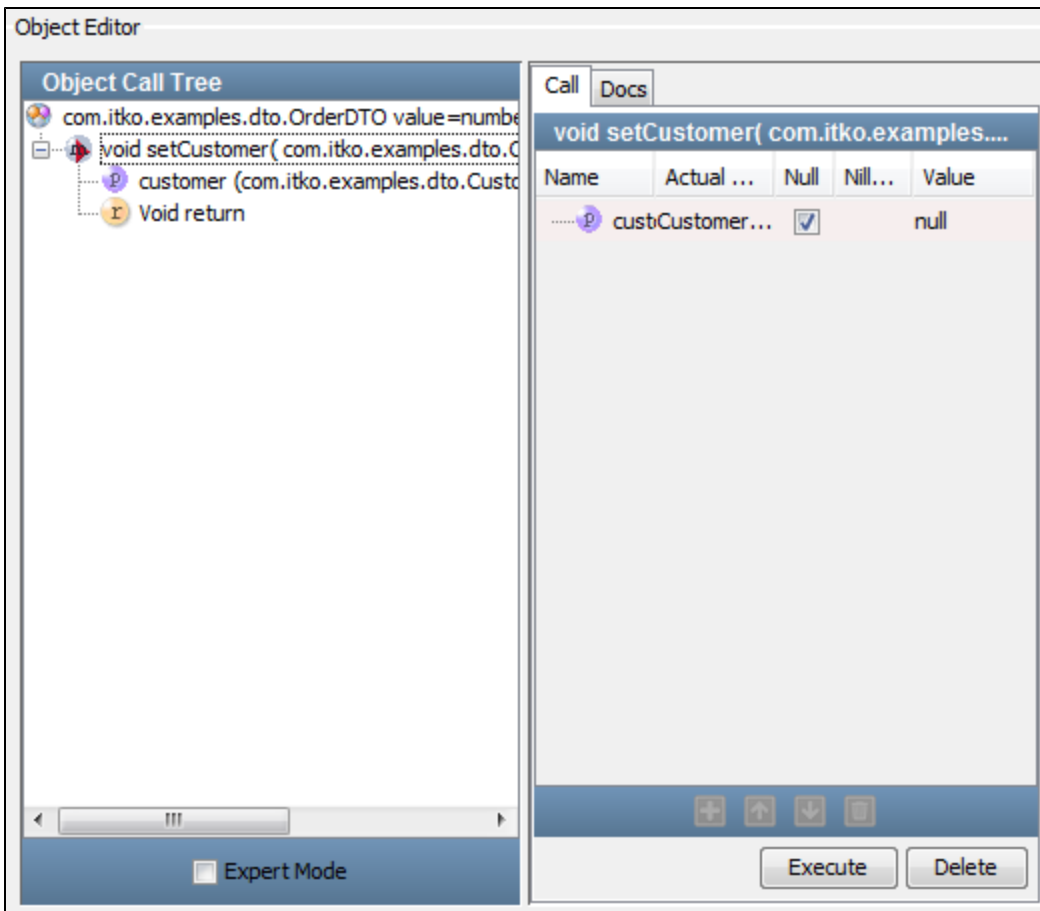 Object Editor
Object Call Tree
com.itko.examples.dto.OrderDTO value=numbe
void setCustomer( com.itko.examples.dto.C
p customer (com.itko.examples.dto.Custo
r Void return
Expert Mode
Call Docs
void setCustomer( com.itko.examples....
Name Actual ... Null Nill... Value
p cust Customer... null
Execute Delete